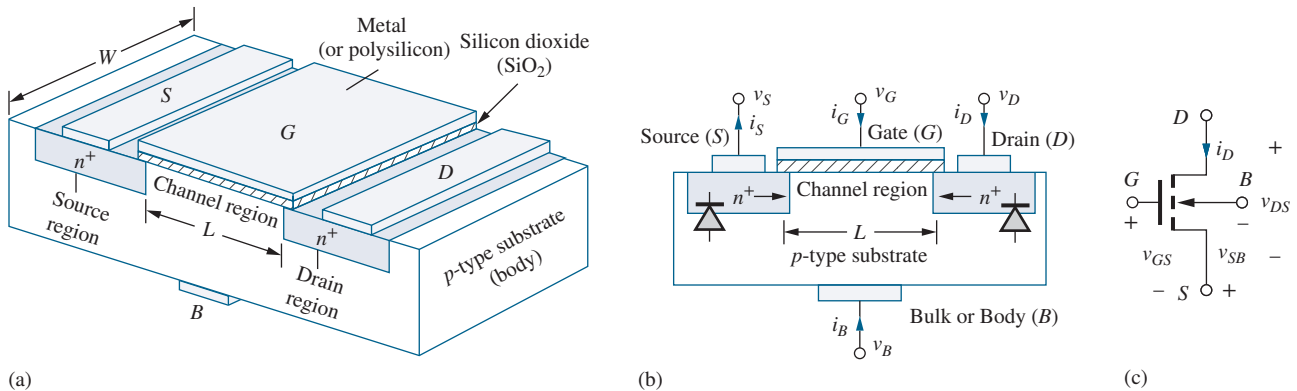 W
S
Metal
(or polysilicon)
Silicon dioxide
(SiO2)
G
D
n+
Source
region
Channel region
L
n+
Drain
region
p-type substrate
(body)
B
(a)
vS
iS
vG
iG
vD
iD
Source (S)
Gate (G)
Drain (D)
n+
Channel region
n+
L
p-type substrate
iB
vB
Bulk or Body (B)
(b)
D
iD
+
G
B
+
–
vDS
vGS
vSB
–
–
S
+
(c)